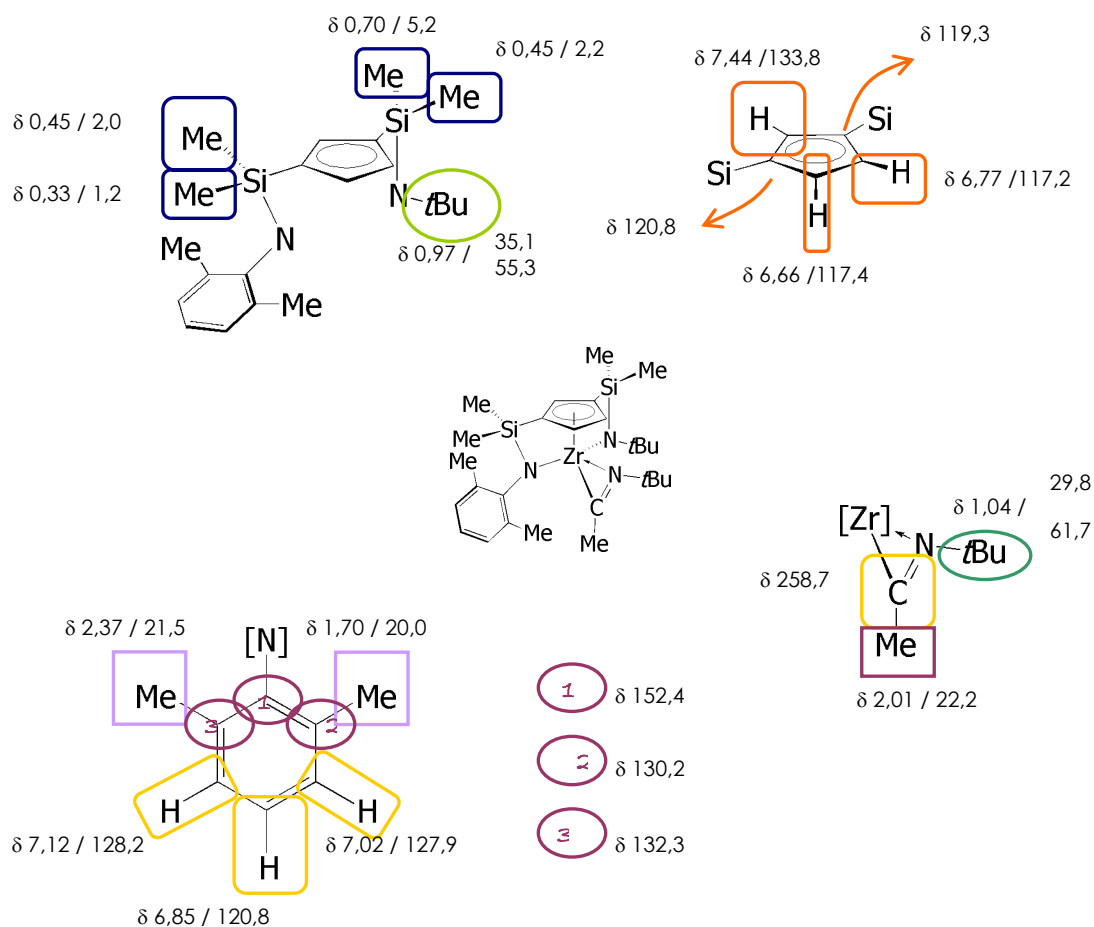 δ 0,70 / 5,2
δ 0,45 / 2,2
Me
Me
Si
δ 0,45 / 2,0
Me
δ 0,33 / 1,2
Me
Si
N
tBu
δ 0,97 /
35,1
55,3
N
Me
Me
δ 119,3
δ 7,44 /133,8
H
Si
Si
H
δ 6,77 /117,2
H
δ 120,8
δ 6,66 /117,4
Me
Me
Si
Me
Me
Si
N
tBu
Zr
N
tBu
N
Me
C
Me
Me
29,8
δ 1,04 /
61,7
[Zr]
N
tBu
δ 258,7
C
Me
δ 2,01 / 22,2
δ 2,37 / 21,5
[N]
δ 1,70 / 20,0
Me
Me
1
3
2
H
H
δ 7,12 / 128,2
δ 7,02 / 127,9
H
δ 6,85 / 120,8
1
δ 152,4
2
δ 130,2
3
δ 132,3